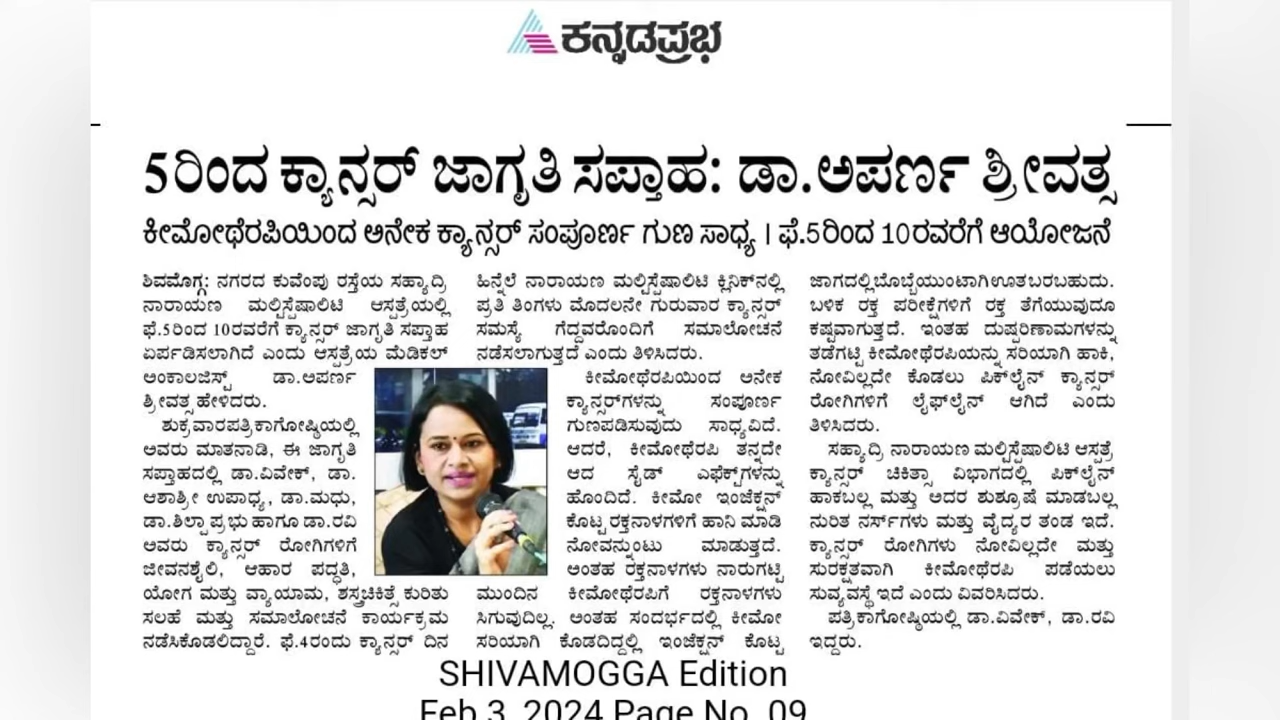 ಕನ್ನಡಪ್ರಭ
5ರಿಂದ ಕ್ಯಾನ್ಸರ್ ಜಾಗೃತಿ ಸಪ್ತಾಹ: ಡಾ.ಅಪರ್ಣ ಶ್ರೀವತ್ಸ
ಕೀಮೋಥೆರಪಿಯಿಂದ ಅನೇಕ ಕ್ಯಾನ್ಸರ್ ಸಂಪೂರ್ಣ ಗುಣ ಸಾಧ್ಯ | ಫೆ.5ರಿಂದ 10ರವರೆಗೆ ಆಯೋಜನೆ
ಶಿವಮೊಗ್ಗ: ನಗರದ ಕುವೆಂಪು ರಸ್ತೆಯ ಸಹ್ಯಾದ್ರಿ
ನಾರಾಯಣ ಮಲ್ಟಿಸ್ಪೆಷಾಲಿಟಿ ಆಸ್ಪತ್ರೆಯಲ್ಲಿ
ಫೆ.5ರಿಂದ 10ರವರೆಗೆ ಕ್ಯಾನ್ಸರ್ ಜಾಗೃತಿ ಸಪ್ತಾಹ
ಏರ್ಪಡಿಸಲಾಗಿದೆ ಎಂದು ಆಸ್ಪತ್ರೆಯ ಮೆಡಿಕಲ್
ಅಂಕಾಲಜಿಸ್ಟ್ ಡಾ.ಅಪರ್ಣ
ಶ್ರೀವತ್ಸ ಹೇಳಿದರು.
ಶುಕ್ರವಾರ ಪತ್ರಿಕಾಗೋಷ್ಠಿಯಲ್ಲಿ
ಅವರು ಮಾತನಾಡಿ, ಈ ಜಾಗೃತಿ
ಸಪ್ತಾಹದಲ್ಲಿ ಡಾ.ವಿವೇಕ್, ಡಾ.
ಆಶಾಶ್ರೀ ಉಪಾಧ್ಯ, ಡಾ.ಮಧು,
ಡಾ.ಶಿಲ್ಪಾ ಪ್ರಭು ಹಾಗೂ ಡಾ.ರವಿ
ಅವರು ಕ್ಯಾನ್ಸರ್ ರೋಗಿಗಳಿಗೆ
ಜೀವನಶೈಲಿ, ಆಹಾರ ಪದ್ಧತಿ,
ಯೋಗ ಮತ್ತು ವ್ಯಾಯಾಮ, ಶಸ್ತ್ರಚಿಕಿತ್ಸೆ ಕುರಿತು
ಸಲಹೆ ಮತ್ತು ಸಮಾಲೋಚನೆ ಕಾರ್ಯಕ್ರಮ
ನಡೆಸಿಕೊಡಲಿದ್ದಾರೆ. ಫೆ.4ರಂದು ಕ್ಯಾನ್ಸರ್ ದಿನ
ಹಿನ್ನೆಲೆ ನಾರಾಯಣ ಮಲ್ಟಿಸ್ಪೆಷಾಲಿಟಿ ಕ್ಲಿನಿಕ್‌ನಲ್ಲಿ
ಪ್ರತಿ ತಿಂಗಳು ಮೊದಲನೇ ಗುರುವಾರ ಕ್ಯಾನ್ಸರ್
ಸಮಸ್ಯೆ ಗೆದ್ದವರೊಂದಿಗೆ ಸಮಾಲೋಚನೆ
ನಡೆಸಲಾಗುತ್ತದೆ ಎಂದು ತಿಳಿಸಿದರು.
ಕೀಮೋಥೆರಪಿಯಿಂದ ಅನೇಕ
ಕ್ಯಾನ್ಸರ್‌ಗಳನ್ನು ಸಂಪೂರ್ಣ
ಗುಣಪಡಿಸುವುದು ಸಾಧ್ಯವಿದೆ.
ಆದರೆ, ಕೀಮೋಥೆರಪಿ ತನ್ನದೇ
ಆದ ಸೈಡ್ ಎಫೆಕ್ಟ್‌ಗಳನ್ನು
ಹೊಂದಿದೆ. ಕೀಮೋ ಇಂಜೆಕ್ಷನ್
ಕೊಟ್ಟ ರಕ್ತನಾಳಗಳಿಗೆ ಹಾನಿ ಮಾಡಿ
ನೋವನ್ನುಂಟು ಮಾಡುತ್ತದೆ.
ಅಂತಹ ರಕ್ತನಾಳಗಳು ನಾರುಗಟ್ಟಿ
ಮುಂದಿನ ಕೀಮೋಥೆರಪಿಗೆ ರಕ್ತನಾಳಗಳು
ಸಿಗುವುದಿಲ್ಲ. ಅಂತಹ ಸಂದರ್ಭದಲ್ಲಿ ಕೀಮೋ
ಸರಿಯಾಗಿ ಕೊಡದಿದ್ದಲ್ಲಿ ಇಂಜೆಕ್ಷನ್ ಕೊಟ್ಟ
ಜಾಗದಲ್ಲಿ ಬೊಬ್ಬೆಯುಂಟಾಗಿ ಊತ ಬರಬಹುದು.
ಬಳಿಕ ರಕ್ತ ಪರೀಕ್ಷೆಗಳಿಗೆ ರಕ್ತ ತೆಗೆಯುವುದೂ
ಕಷ್ಟವಾಗುತ್ತದೆ. ಇಂತಹ ದುಷ್ಪರಿಣಾಮಗಳನ್ನು
ತಡೆಗಟ್ಟಿ ಕೀಮೋಥೆರಪಿಯನ್ನು ಸರಿಯಾಗಿ ಹಾಕಿ,
ನೋವಿಲ್ಲದೇ ಕೊಡಲು ಪಿಕ್‌ಲೈನ್ ಕ್ಯಾನ್ಸರ್
ರೋಗಿಗಳಿಗೆ ಲೈಫ್‌ಲೈನ್ ಆಗಿದೆ ಎಂದು
ತಿಳಿಸಿದರು.
ಸಹ್ಯಾದ್ರಿ ನಾರಾಯಣ ಮಲ್ಟಿಸ್ಪೆಷಾಲಿಟಿ ಆಸ್ಪತ್ರೆ
ಕ್ಯಾನ್ಸರ್ ಚಿಕಿತ್ಸಾ ವಿಭಾಗದಲ್ಲಿ ಪಿಕ್‌ಲೈನ್
ಹಾಕಬಲ್ಲ ಮತ್ತು ಅದರ ಶುಶ್ರೂಷೆ ಮಾಡಬಲ್ಲ
ನುರಿತ ನರ್ಸ್‌ಗಳು ಮತ್ತು ವೈದ್ಯರ ತಂಡ ಇದೆ.
ಕ್ಯಾನ್ಸರ್ ರೋಗಿಗಳು ನೋವಿಲ್ಲದೇ ಮತ್ತು
ಸುರಕ್ಷತವಾಗಿ ಕೀಮೋಥೆರಪಿ ಪಡೆಯಲು
ಸುವ್ಯವಸ್ಥೆ ಇದೆ ಎಂದು ವಿವರಿಸಿದರು.
ಪತ್ರಿಕಾಗೋಷ್ಠಿಯಲ್ಲಿ ಡಾ.ವಿವೇಕ್, ಡಾ.ರವಿ
ಇದ್ದರು.
SHIVAMOGGA Edition
Feb 3, 2024 Page No. 09